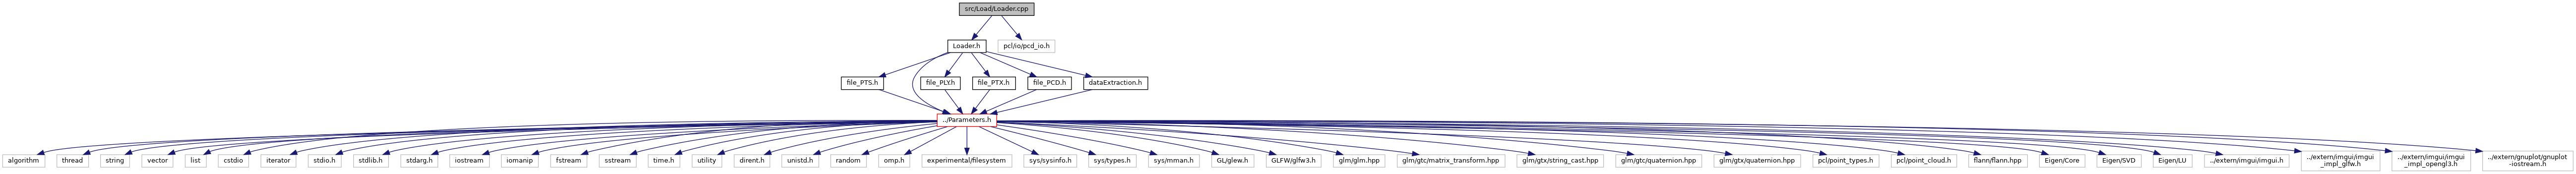 src/Load/Loader.cpp
Loader.h
pcl/io/pcd_io.h
file_PTS.h
file_PLY.h
file_PTX.h
file_PCD.h
dataExtraction.h
../Parameters.h
algorithm
thread
string
vector
list
cstdio
iterator
stdio.h
stdlib.h
stdarg.h
iostream
iomanip
fstream
sstream
time.h
utility
dirent.h
unistd.h
random
omp.h
experimental/filesystem
sys/sysinfo.h
sys/types.h
sys/mman.h
GL/glew.h
GLFW/glfw3.h
glm/glm.hpp
glm/gtc/matrix_transform.hpp
glm/gtx/string_cast.hpp
glm/gtc/quaternion.hpp
glm/gtx/quaternion.hpp
pcl/point_types.h
pcl/point_cloud.h
flann/flann.hpp
Eigen/Core
Eigen/SVD
Eigen/LU
../extern/imgui/imgui.h
../extern/imgui/imgui
_impl_glfw.h
../extern/imgui/imgui
_impl_opengl3.h
../extern/gnuplot/gnuplot
-iostream.h